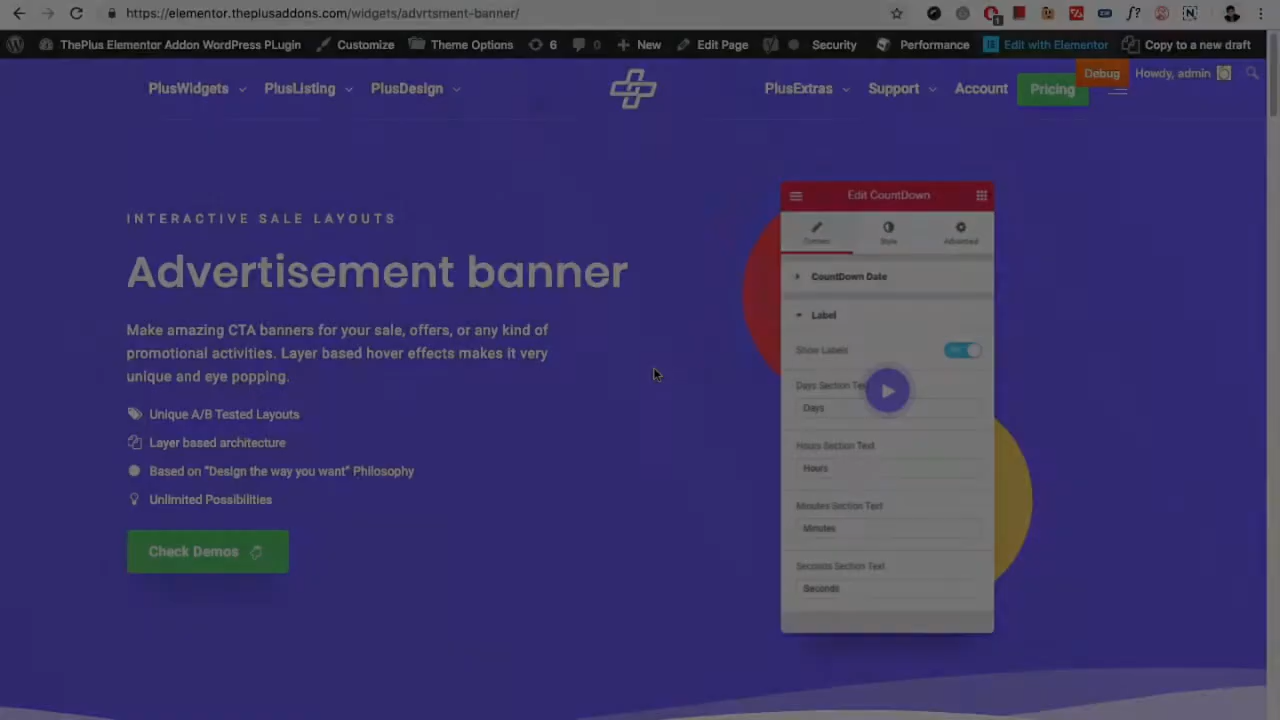 https://elementor.theplusaddons.com/widgets/advrtsment-banner/
ThePlus Elementor Addon WordPress PLugin Customize Theme Options 6 0 New Edit Page Security Performance Edit with Elementor Copy to a new draft
Debug Howdy, admin
PlusWidgets PlusListing PlusDesign PlusExtras Support Account Pricing
INTERACTIVE SALE LAYOUTS
Advertisement banner
Make amazing CTA banners for your sale, offers, or any kind of
promotional activities. Layer based hover effects makes it very
unique and eye popping.
Unique A/B Tested Layouts
Layer based architecture
Based on "Design the way you want" Philosophy
Unlimited Possibilities
Check Demos
Edit CountDown
Content Style Advanced
CountDown Date
Label
Show Labels
Days Section Text
Days
Hours Section Text
Hours
Minutes Section Text
Minutes
Seconds Section Text
Seconds